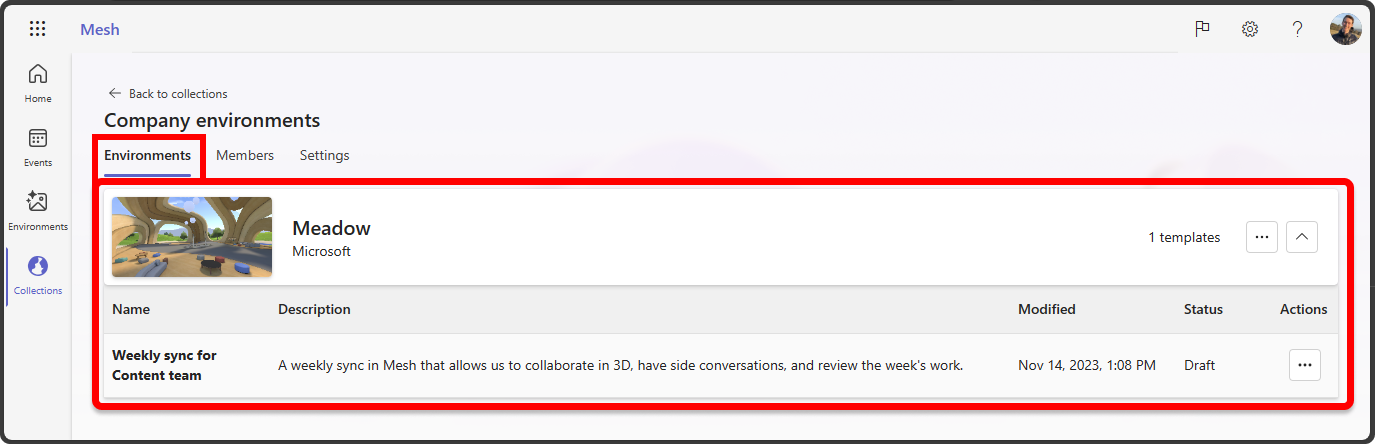 Mesh
?
Home
Events
Environments
Collections
Back to collections
Company environments
Environments Members Settings
Meadow
Microsoft
1 templates
Name Description Modified Status Actions
Weekly sync for
Content team
A weekly sync in Mesh that allows us to collaborate in 3D, have side conversations, and review the week's work.
Nov 14, 2023, 1:08 PM
Draft